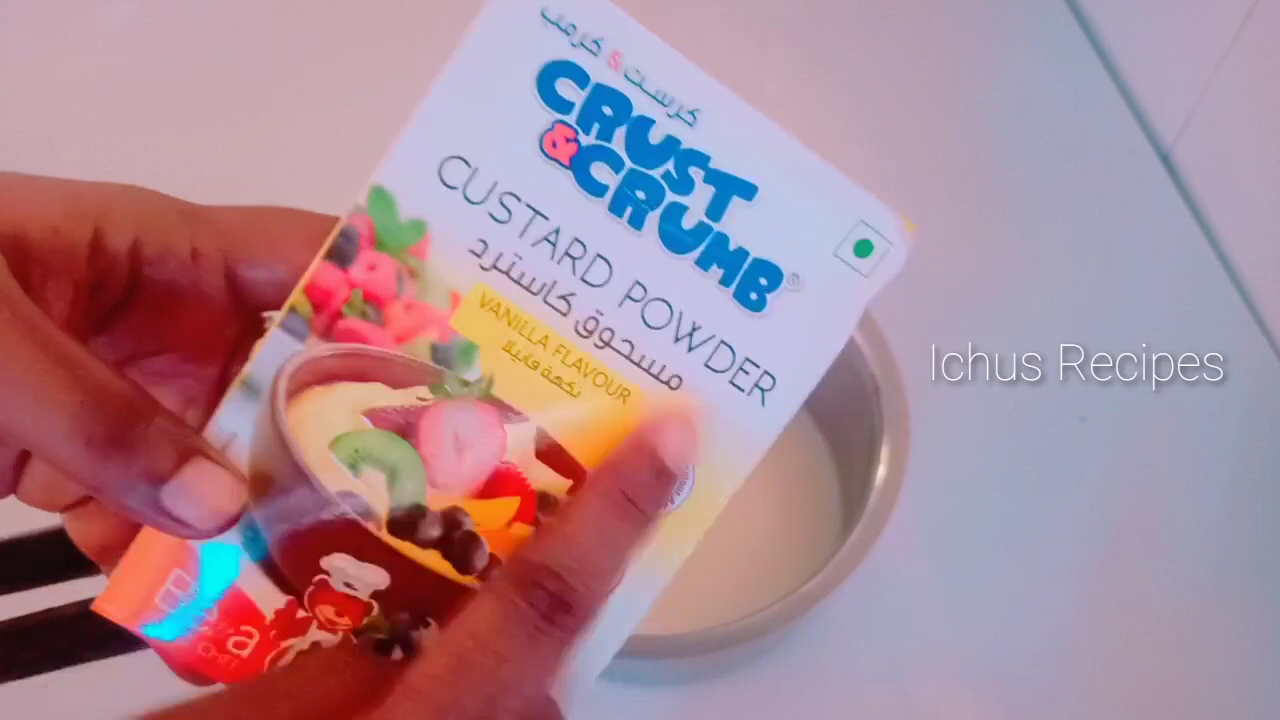 كرست & كرمب
CRUST
&CRUMB®
CUSTARD POWDER
مسحوق كاسترد
VANILLA FLAVOUR
نكهة فانيلا
Ichus Recipes